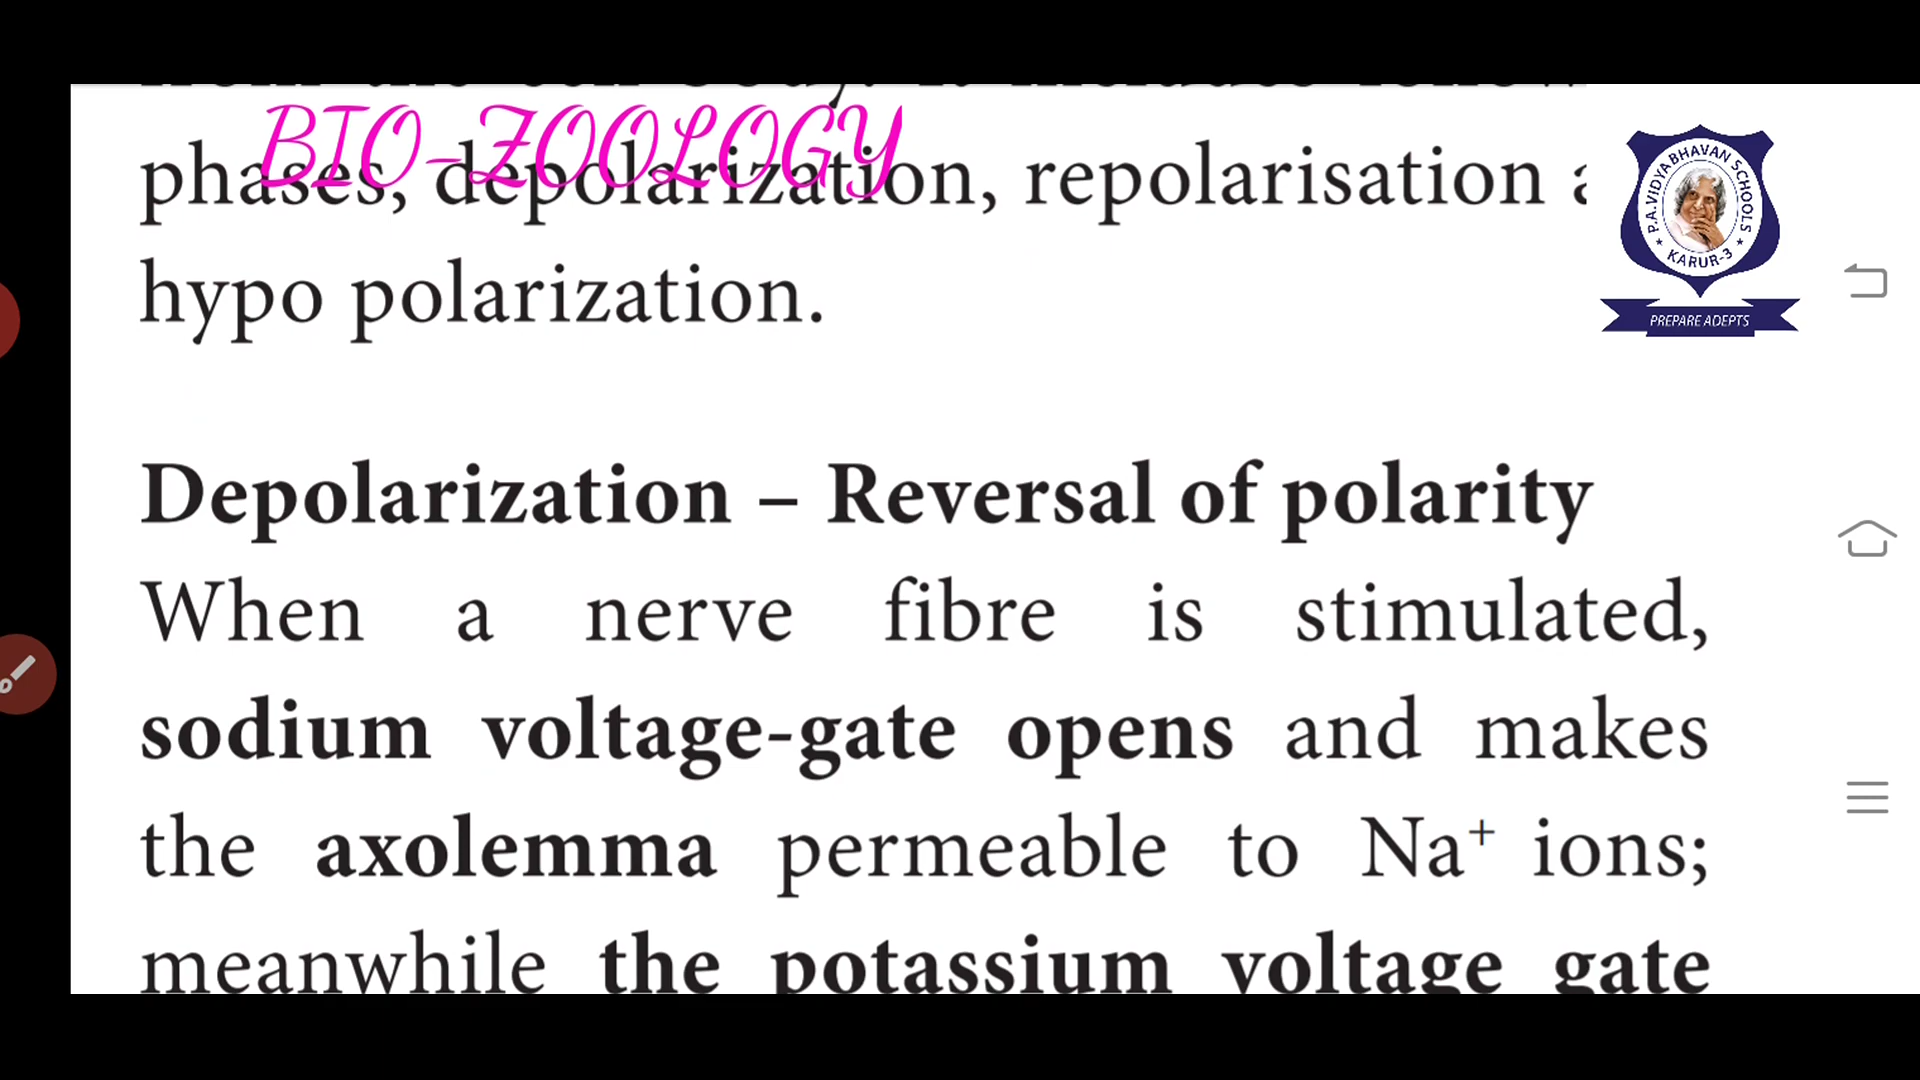 BIO-ZOOLOGY
phases, depolarization, repolarisation
hypo polarization.
P.A.VIDYA BHAVAN SCHOOLS
★ KARUR-3 ★
PREPARE ADEPTS
Depolarization – Reversal of polarity
When a nerve fibre is stimulated,
sodium voltage-gate opens and makes
the axolemma permeable to Na⁺ ions;
meanwhile the potassium voltage gate